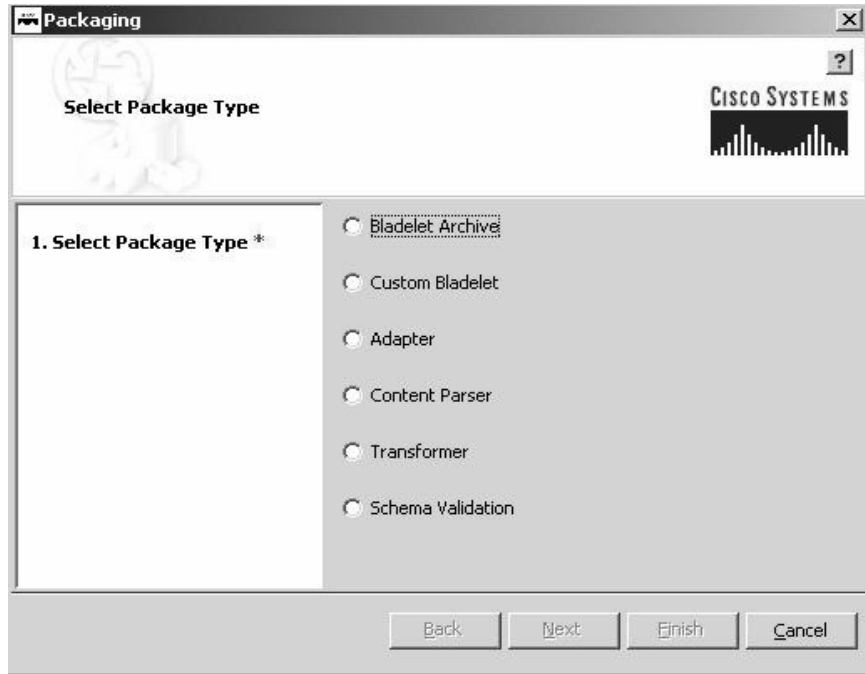 Packaging
?
Select Package Type
CISCO SYSTEMS
1. Select Package Type *
Bladelet Archive
Custom Bladelet
Adapter
Content Parser
Transformer
Schema Validation
Back Next Finish Cancel